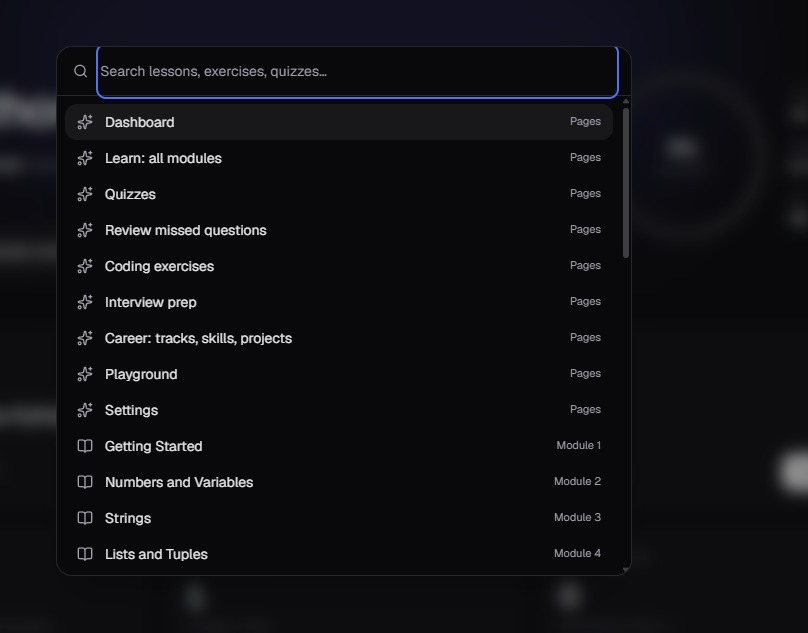 Search lessons, exercises, quizzes...
Dashboard Pages
Learn: all modules Pages
Quizzes Pages
Review missed questions Pages
Coding exercises Pages
Interview prep Pages
Career: tracks, skills, projects Pages
Playground Pages
Settings Pages
Getting Started Module 1
Numbers and Variables Module 2
Strings Module 3
Lists and Tuples Module 4